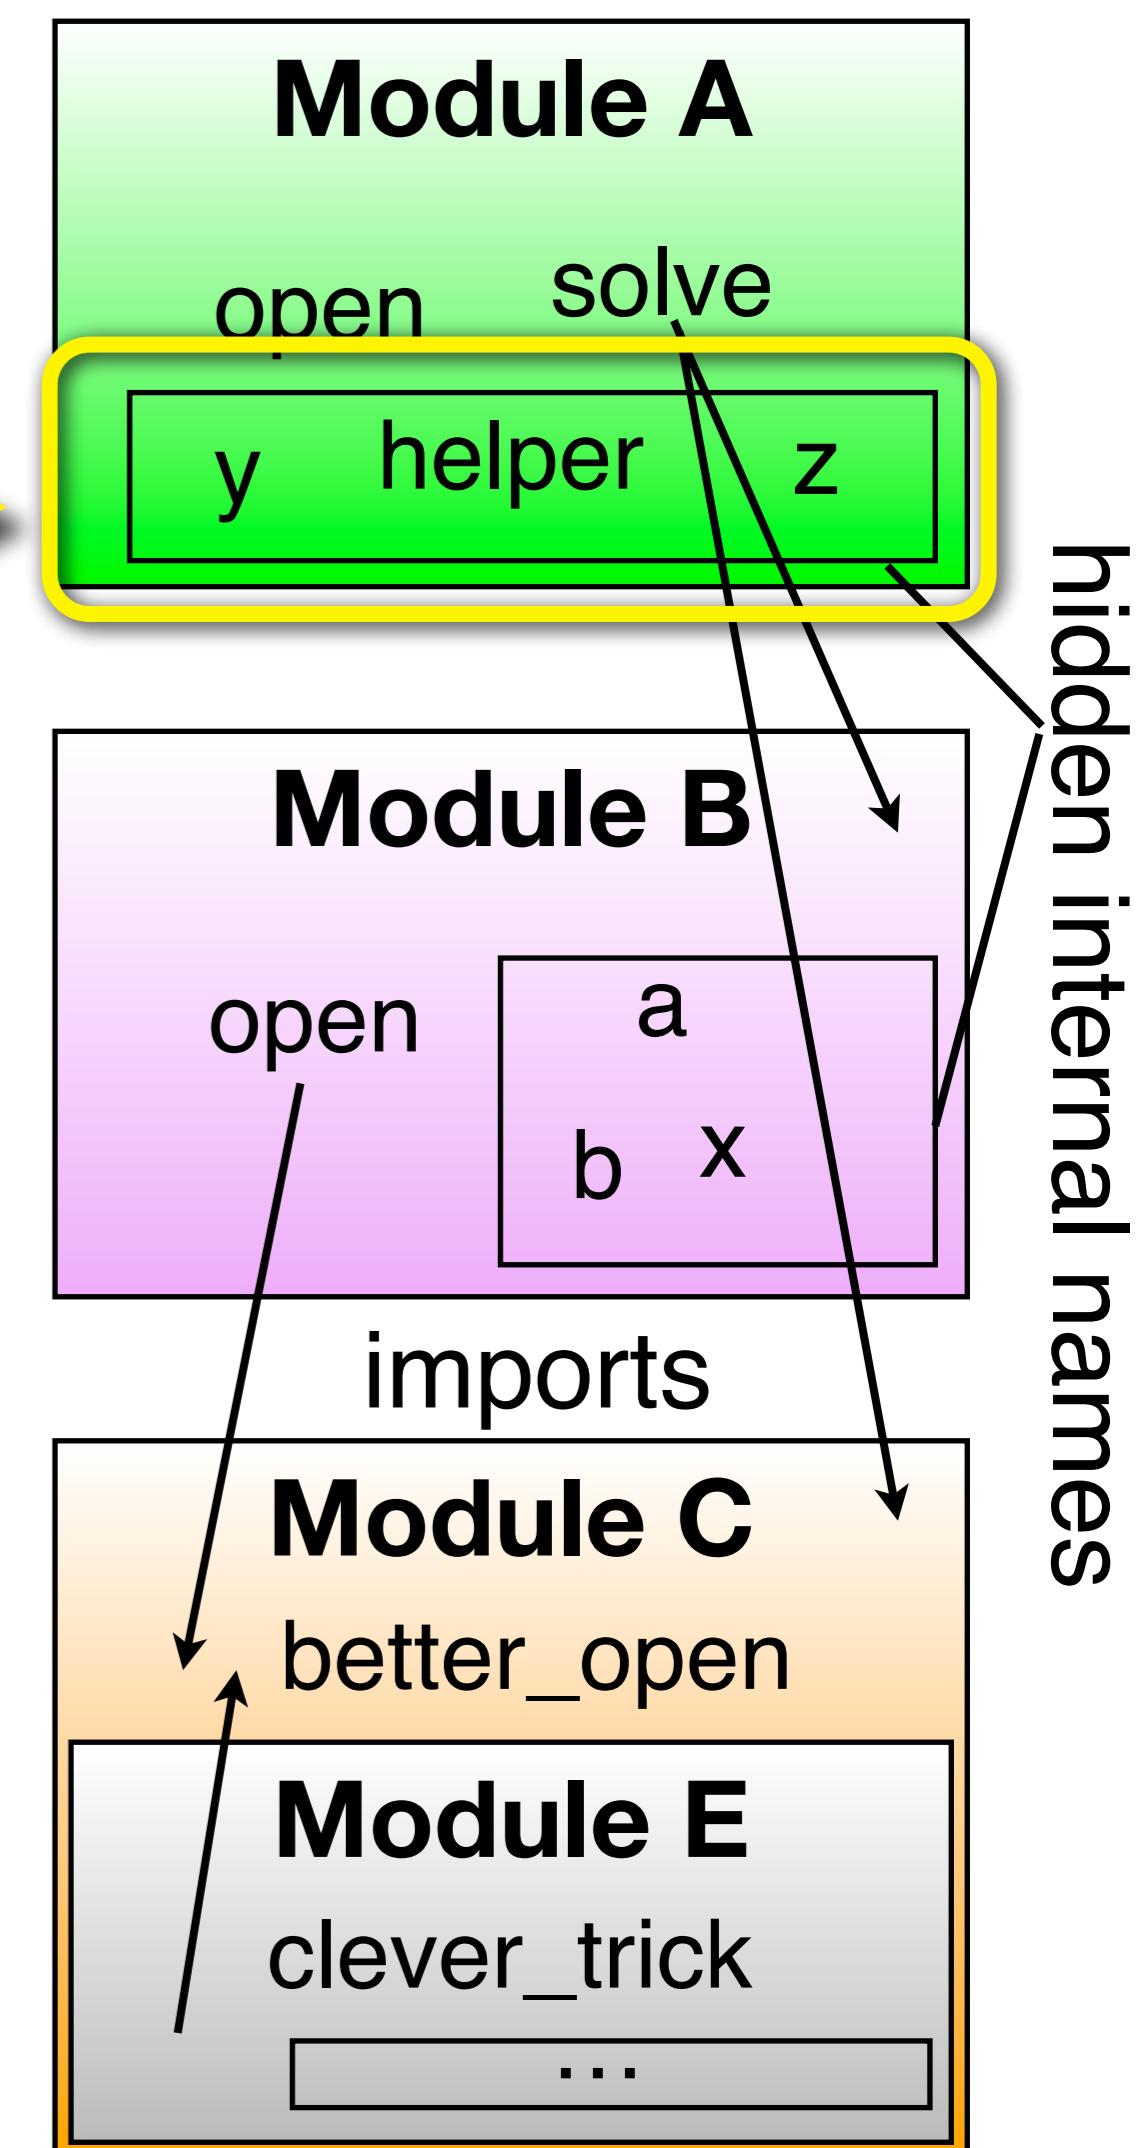 Module A
open solve
y helper z
Module B
open
a
b x
imports
Module C
better_open
Module E
clever_trick
...
hidden internal names